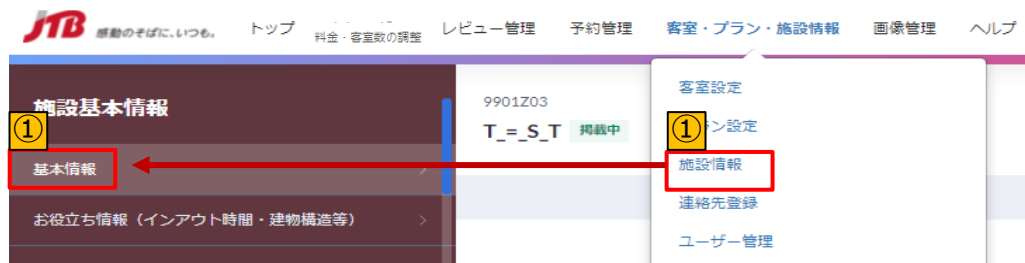 JTB 感動のそばに、いつも。
トップ
料金・客室数の調整
レビュー管理
予約管理
客室・プラン・施設情報
画像管理
ヘルプ
施設基本情報
①
基本情報
お役立ち情報（インアウト時間・建物構造等）
9901Z03
T_=_S_T 掲載中
客室設定
①
ン設定
施設情報
連絡先登録
ユーザー管理